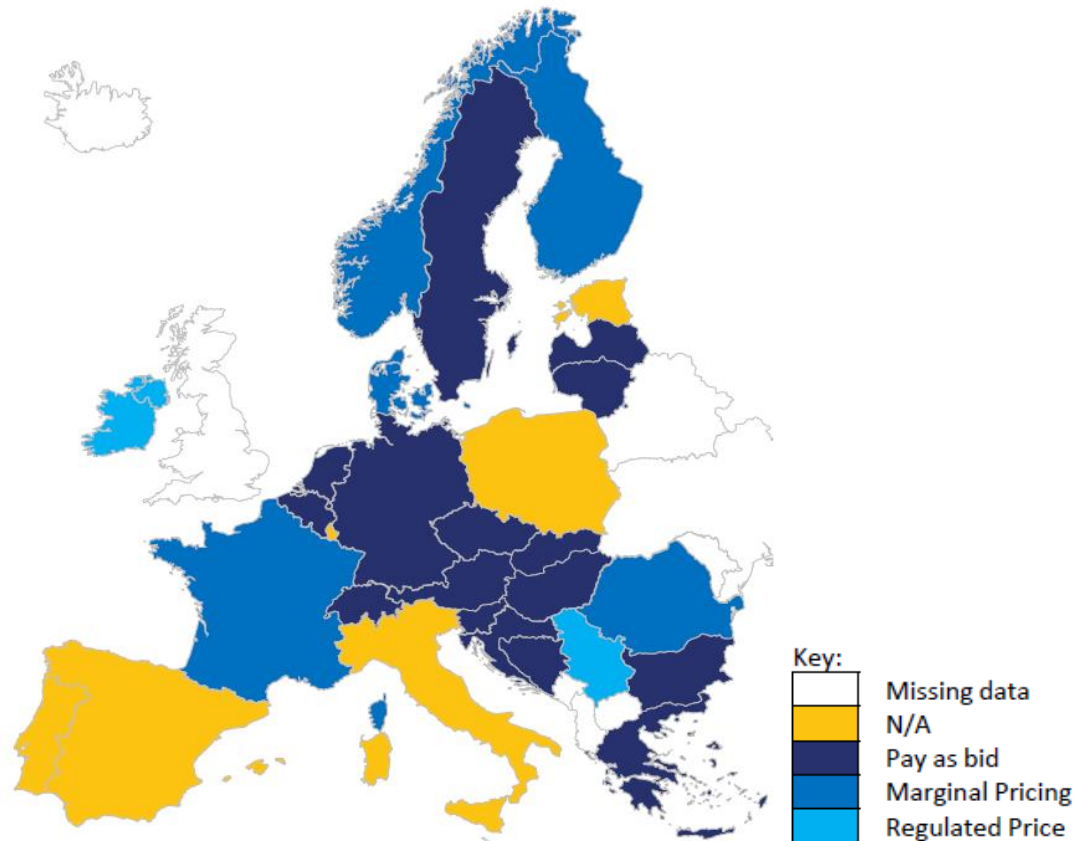 Key:
Missing data
N/A
Pay as bid
Marginal Pricing
Regulated Price